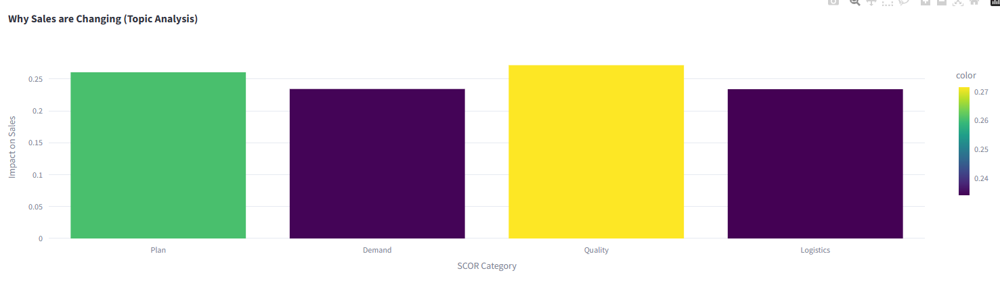 Why Sales are Changing (Topic Analysis)
color
0.27
0.26
0.25
0.24
Impact on Sales
0.25
0.2
0.15
0.1
0.05
0
Plan
Demand
Quality
Logistics
SCOR Category